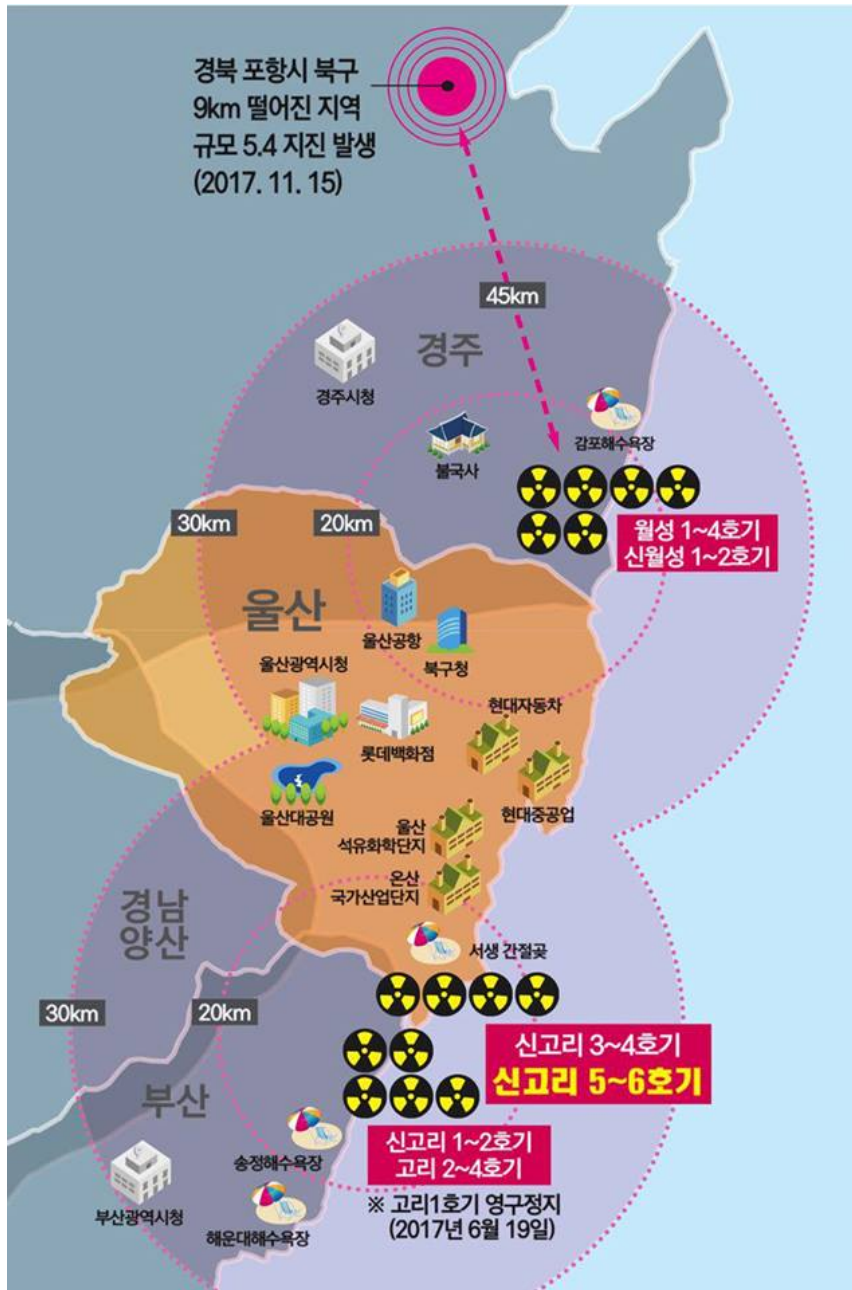 경북 포항시 북구
9km 떨어진 지역
규모 5.4 지진 발생
(2017. 11. 15)
45km
경주
경주시청
감포해수욕장
불국사
30km
20km
월성 1~4호기
신월성 1~2호기
울산
울산공항
북구청
울산광역시청
현대자동차
롯데백화점
울산대공원
현대중공업
울산
석유화학단지
온산
국가산업단지
경남
양산
서생 간절곶
30km
20km
신고리 3~4호기
신고리 5~6호기
부산
신고리 1~2호기
고리 2~4호기
송정해수욕장
부산광역시청
해운대해수욕장
※ 고리1호기 영구정지
(2017년 6월 19일)